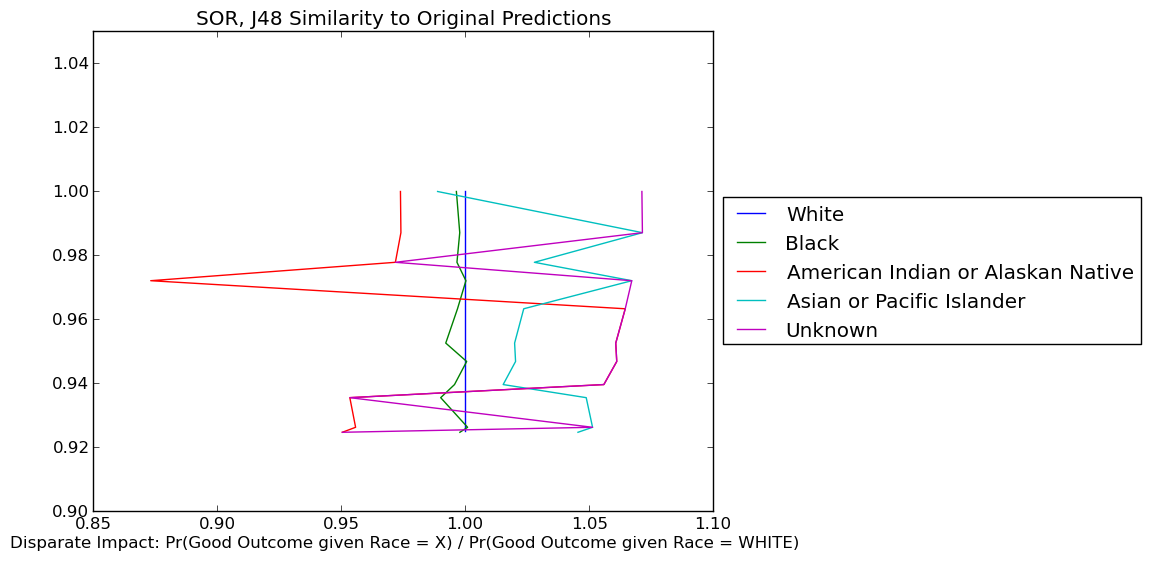 SOR, J48 Similarity to Original Predictions
1.04
1.02
1.00
0.98
0.96
0.94
0.92
0.90
0.85 0.90 0.95 1.00 1.05 1.10
Disparate Impact: Pr(Good Outcome given Race = X) / Pr(Good Outcome given Race = WHITE)
White
Black
American Indian or Alaskan Native
Asian or Pacific Islander
Unknown